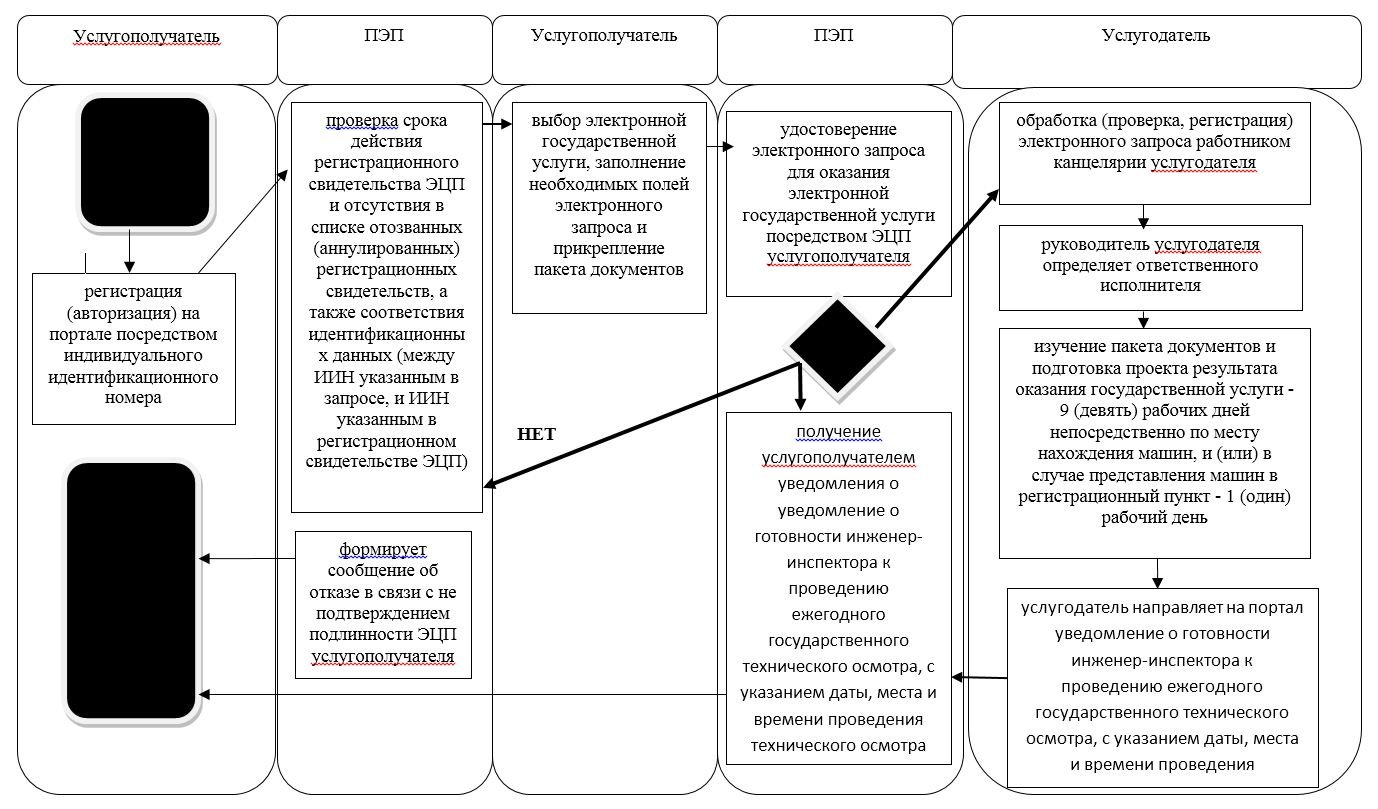 Услугополучатель
ПЭП
Услугополучатель
ПЭП
Услугодатель
регистрация
(авторизация) на
портале посредством
индивидуального
идентификационного
номера
проверка срока
действия
регистрационного
свидетельства ЭЦП
и отсутствия в
списке отозванных
(аннулированных)
регистрационных
свидетельств, а
также соответствия
идентификационны
х данных (между
ИИН указанным в
запросе, и ИИН
указанным в
регистрационном
свидетельстве ЭЦП)
формирует
сообщение об
отказе в связи с не
подтверждением
подлинности ЭЦП
услугополучателя
выбор электронной
государственной
услуги, заполнение
необходимых полей
электронного
запроса и
прикрепление
пакета документов
НЕТ
удостоверение
электронного запроса
для оказания
электронной
государственной услуги
посредством ЭЦП
услугополучателя
получение
услугополучателем
уведомления о
уведомление о
готовности инженер-
инспектора к
проведению
ежегодного
государственного
технического осмотра, с
указанием даты, места и
времени проведения
технического осмотра
обработка (проверка, регистрация)
электронного запроса работником
канцелярии услугодателя
руководитель услугодателя
определяет ответственного
исполнителя
изучение пакета документов и
подготовка проекта результата
оказания государственной услуги -
9 (девять) рабочих дней
непосредственно по месту
нахождения машин, и (или) в
случае представления машин в
регистрационный пункт - 1 (один)
рабочий день
услугодатель направляет на портал
уведомление о готовности
инженер-инспектора к
проведению ежегодного
государственного технического
осмотра, с указанием даты, места
и времени проведения